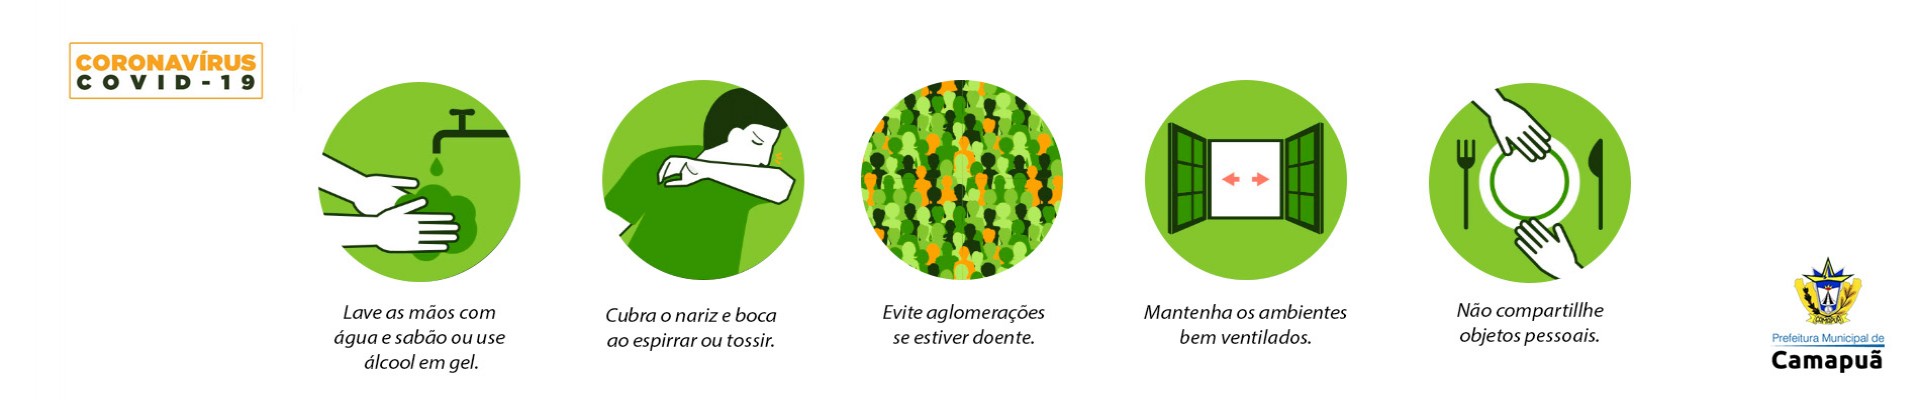 CORONAVÍRUS
COVID-19
Lave as mãos com
água e sabão ou use
álcool em gel.
Cubra o nariz e boca
ao espirrar ou tossir.
Evite aglomerações
se estiver doente.
Mantenha os ambientes
bem ventilados.
Não compartillhe
objetos pessoais.
Prefeitura Municipal de
Camapuã